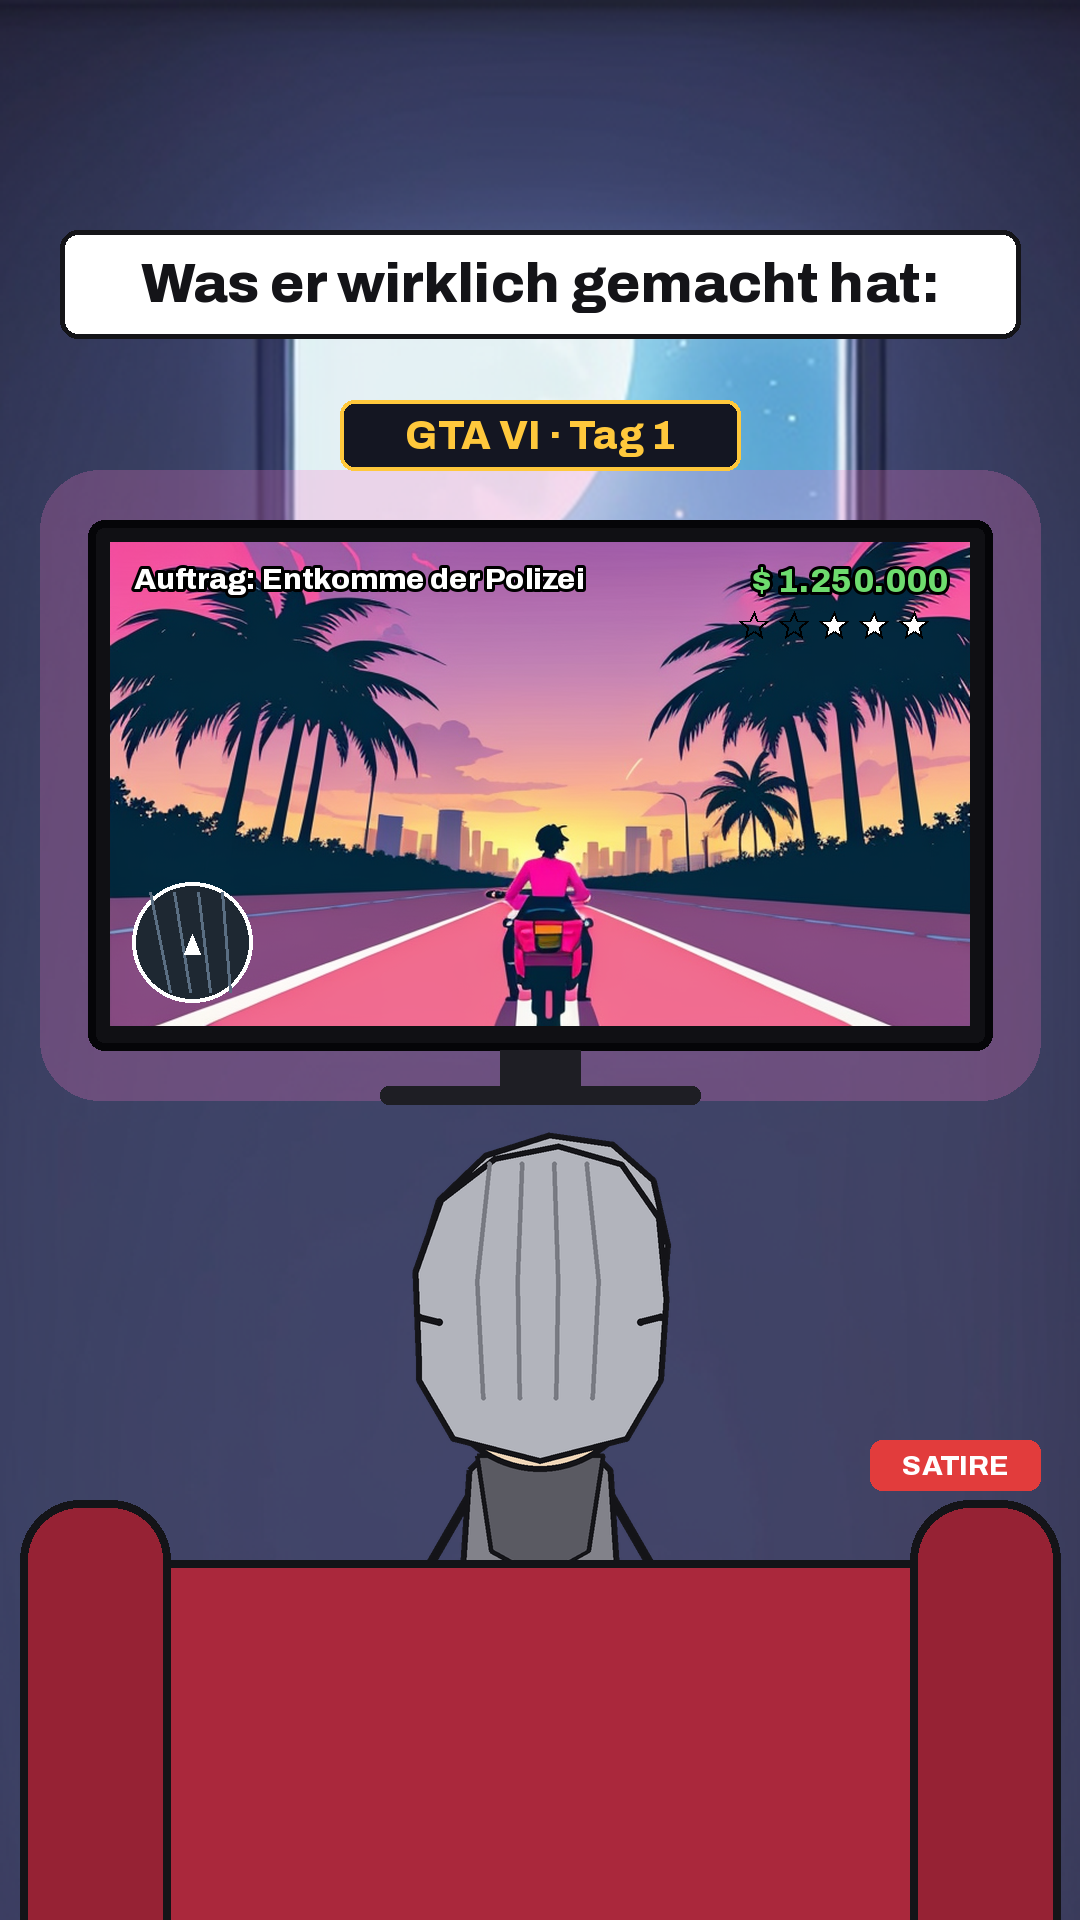 Was er wirklich gemacht hat:
GTA VI · Tag 1
Auftrag: Entkomme der Polizei
$ 1.250.000
SATIRE